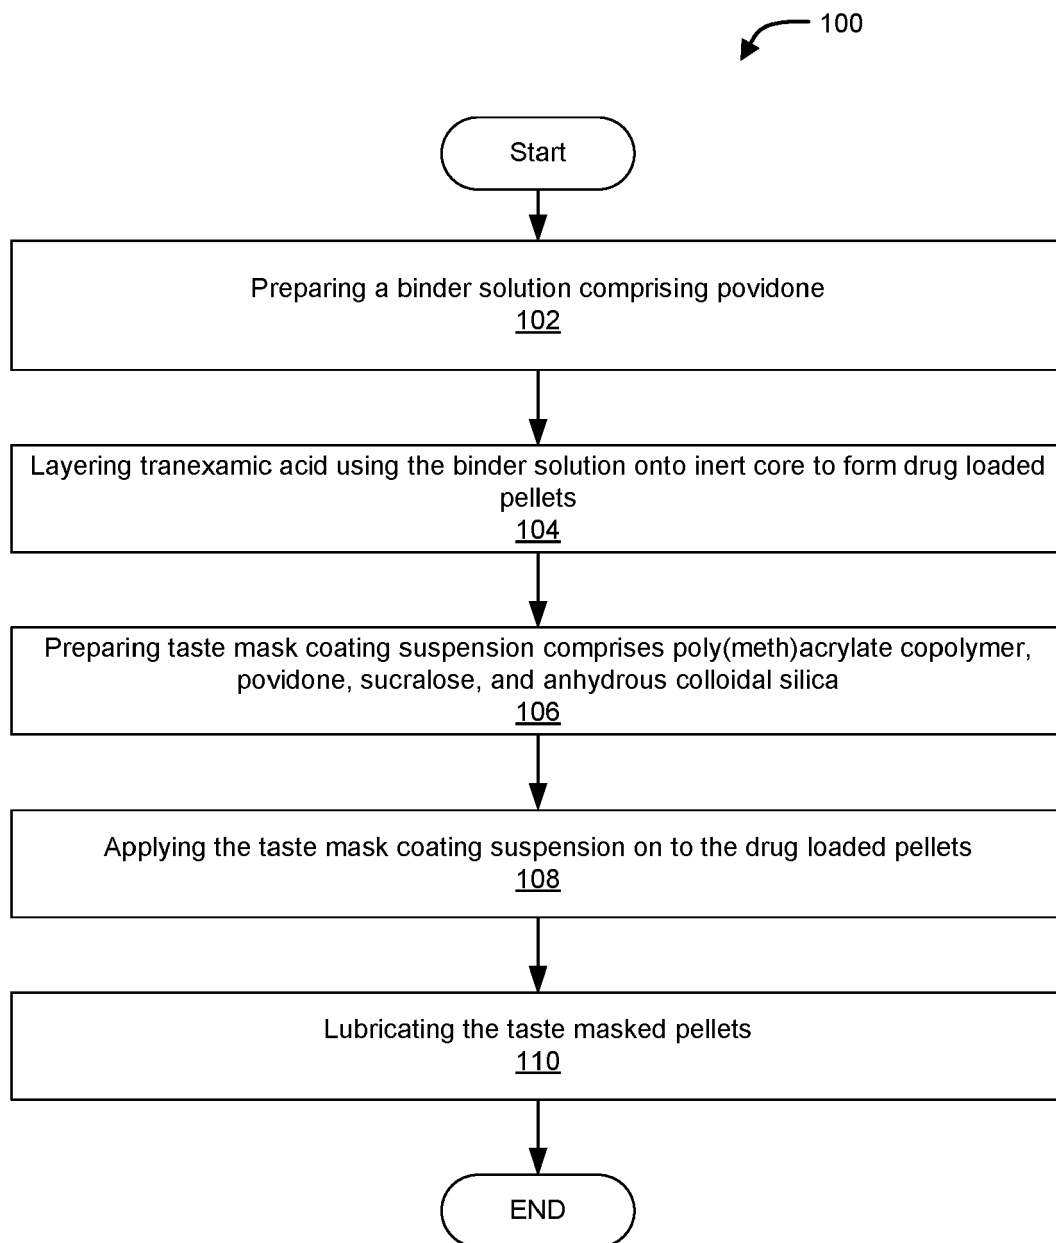 100
Start
Preparing a binder solution comprising povidone
102
Layering tranexamic acid using the binder solution onto inert core to form drug loaded
pellets
104
Preparing taste mask coating suspension comprises poly(meth)acrylate copolymer,
povidone, sucralose, and anhydrous colloidal silica
106
Applying the taste mask coating suspension on to the drug loaded pellets
108
Lubricating the taste masked pellets
110
END